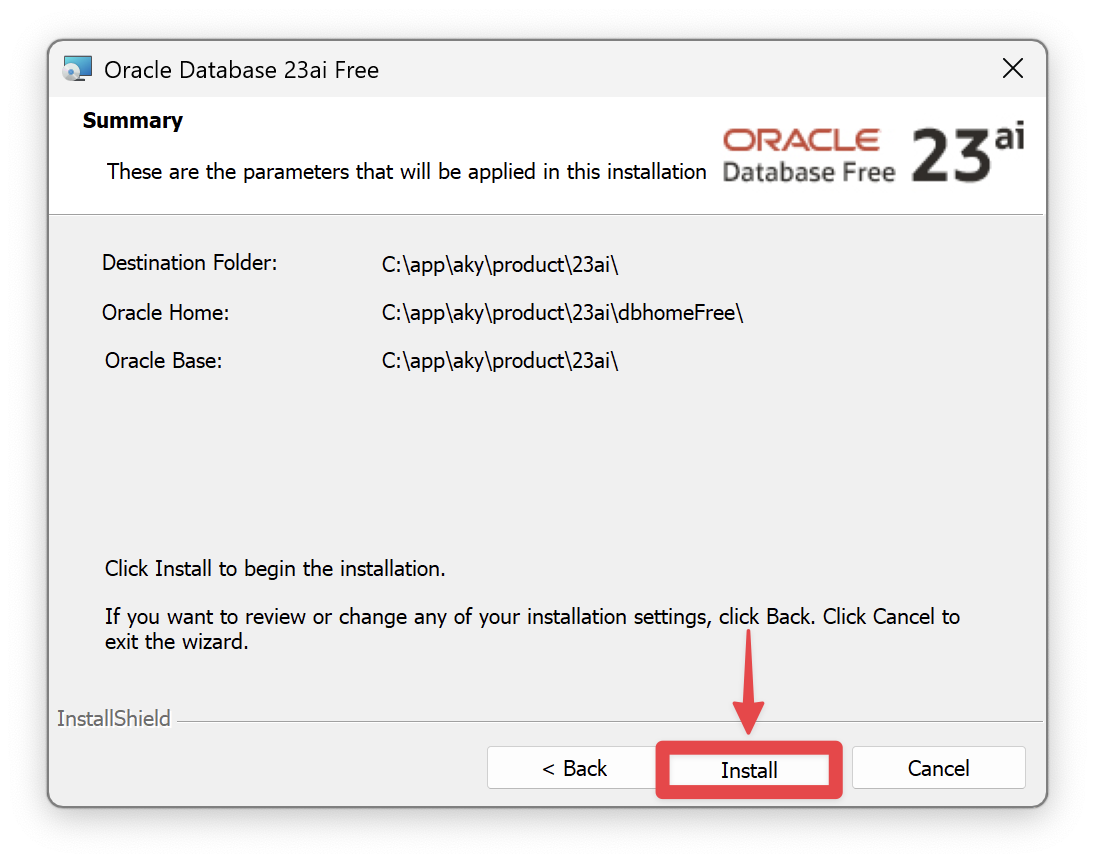 Oracle Database 23ai Free
Summary
These are the parameters that will be applied in this installation
ORACLE
Database Free
23ai
Destination Folder: C:\app\aky\product\23ai\
Oracle Home: C:\app\aky\product\23ai\dbhomeFree\
Oracle Base: C:\app\aky\product\23ai\
Click Install to begin the installation.
If you want to review or change any of your installation settings, click Back. Click Cancel to
exit the wizard.
InstallShield
< Back Install Cancel